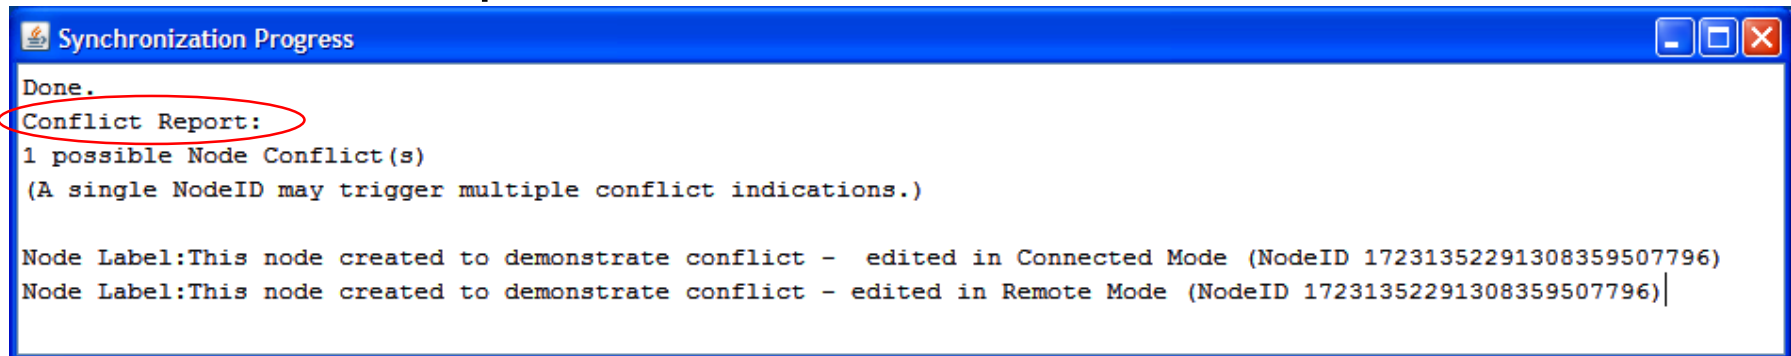 Synchronization Progress
Done.
Conflict Report:
1 possible Node Conflict(s)
(A single NodeID may trigger multiple conflict indications.)
Node Label:This node created to demonstrate conflict -  edited in Connected Mode (NodeID 17231352291308359507796)
Node Label:This node created to demonstrate conflict - edited in Remote Mode (NodeID 17231352291308359507796)